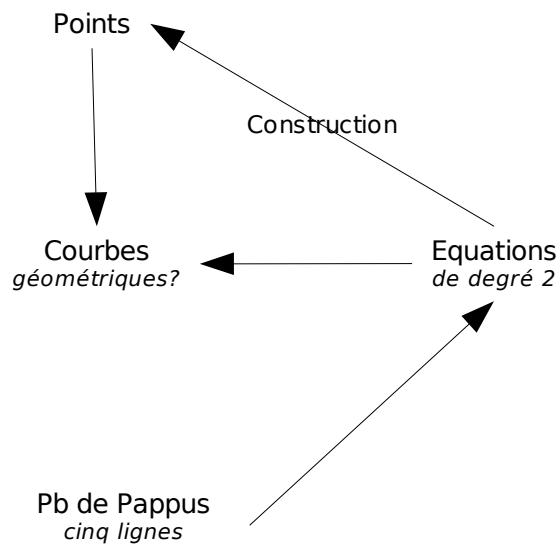 Points
Construction
Courbes
géométriques?
Equations
de degré 2
Pb de Pappus
cinq lignes